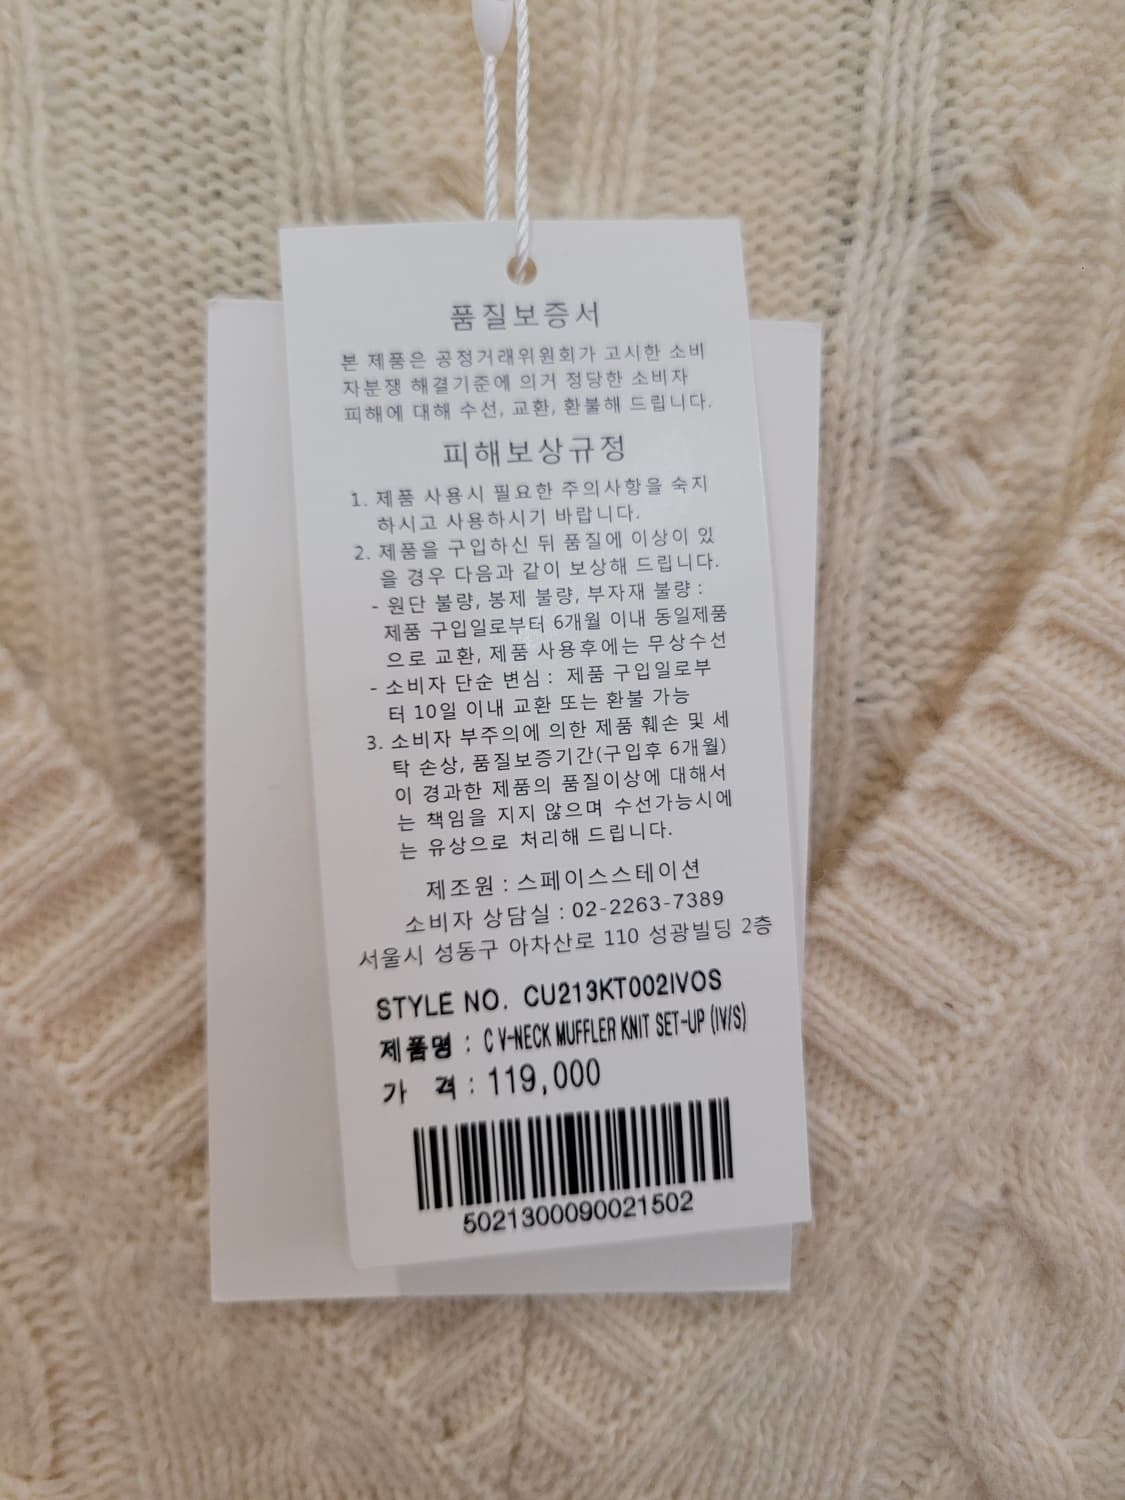 품질보증서
본 제품은 공정거래위원회가 고시한 소비
자분쟁 해결기준에 의거 정당한 소비자
피해에 대해 수선, 교환, 환불해 드립니다.
피해보상규정
1. 제품 사용시 필요한 주의사항을 숙지
하시고 사용하시기 바랍니다.
2. 제품을 구입하신 뒤 품질에 이상이 있
을 경우 다음과 같이 보상해 드립니다.
- 원단 불량, 봉제 불량, 부자재 불량 :
제품 구입일로부터 6개월 이내 동일제품
으로 교환, 제품 사용후에는 무상수선
- 소비자 단순 변심 : 제품 구입일로부
터 10일 이내 교환 또는 환불 가능
3. 소비자 부주의에 의한 제품 훼손 및 세
탁 손상, 품질보증기간(구입후 6개월)
이 경과한 제품의 품질이상에 대해서
는 책임을 지지 않으며 수선가능시에
는 유상으로 처리해 드립니다.
제조원 : 스페이스스테이션
소비자 상담실 : 02-2263-7389
서울시 성동구 아차산로 110 성광빌딩 2층
STYLE NO. CU213KT002IVOS
제품명 : C V-NECK MUFFLER KNIT SET-UP (IV/S)
가 격 : 119,000
5021300090021502